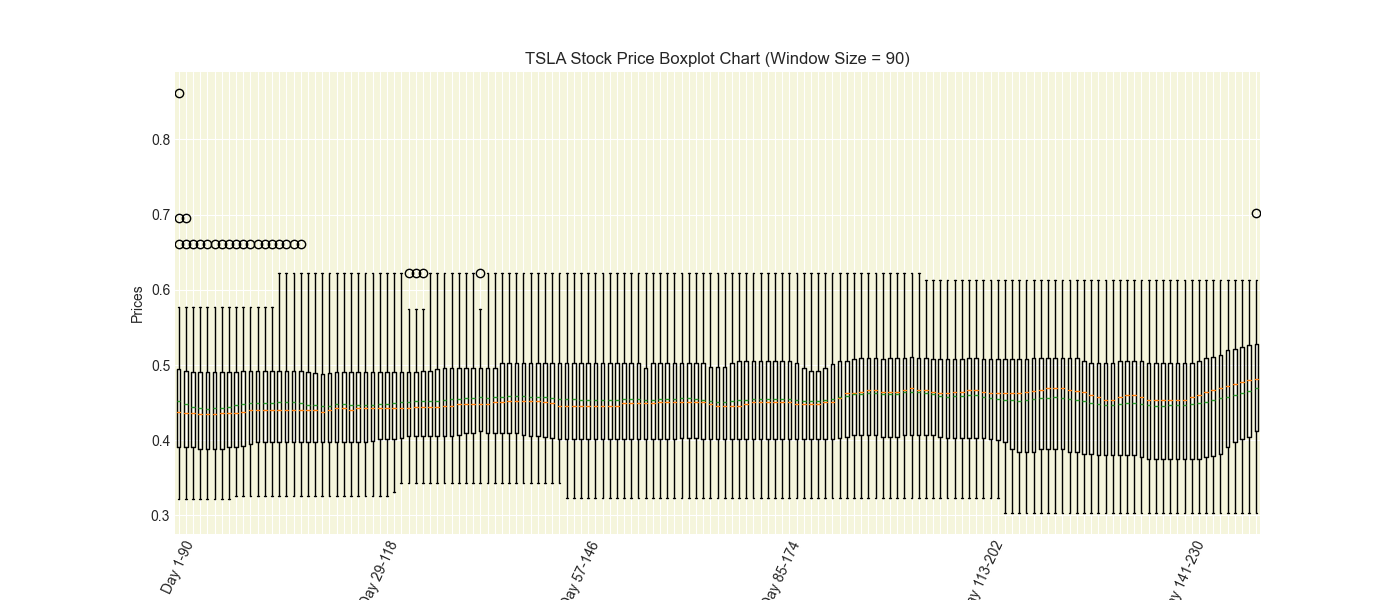 TSLA Stock Price Boxplot Chart (Window Size = 90)
Prices
0.8
0.7
0.6
0.5
0.4
0.3
Day 1-90
Day 29-118
Day 57-146
Day 85-174
Day 113-202
Day 141-230